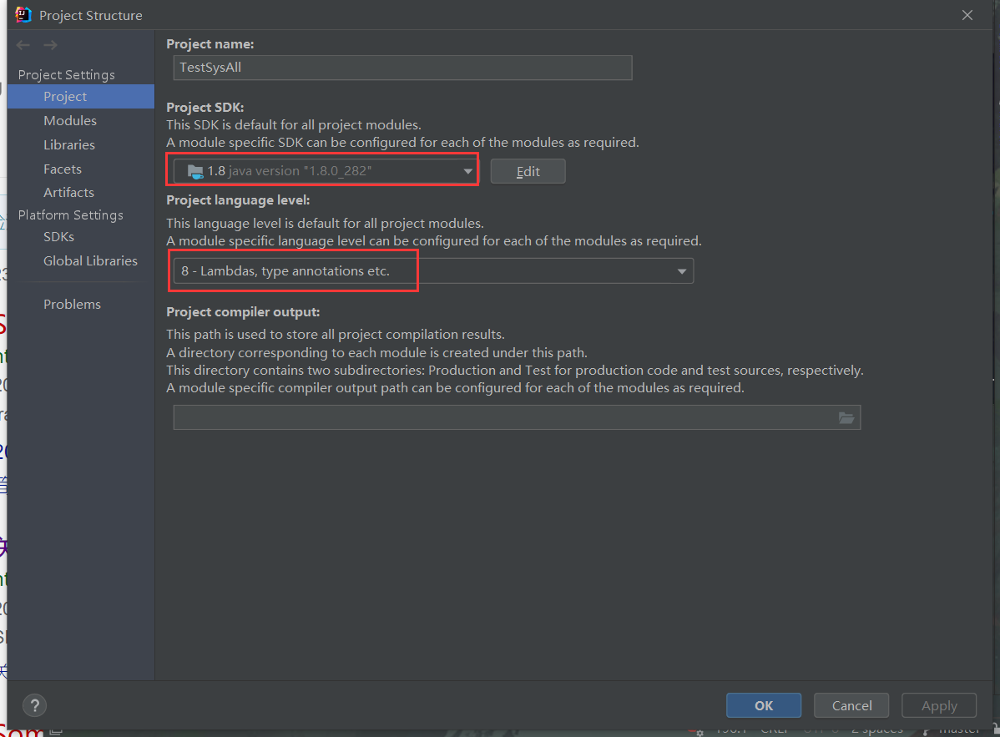 Project Structure
Project Settings
Project
Modules
Libraries
Facets
Artifacts
Platform Settings
SDKs
Global Libraries
Problems
Project name:
TestSysAll
Project SDK:
This SDK is default for all project modules.
A module specific SDK can be configured for each of the modules as required.
1.8 java version "1.8.0_282"
Edit
Project language level:
This language level is default for all project modules.
A module specific language level can be configured for each of the modules as required.
8 - Lambdas, type annotations etc.
Project compiler output:
This path is used to store all project compilation results.
A directory corresponding to each module is created under this path.
This directory contains two subdirectories: Production and Test for production code and test sources, respectively.
A module specific compiler output path can be configured for each of the modules as required.
?
OK
Cancel
Apply
CRLF UTF-8 2 spaces master